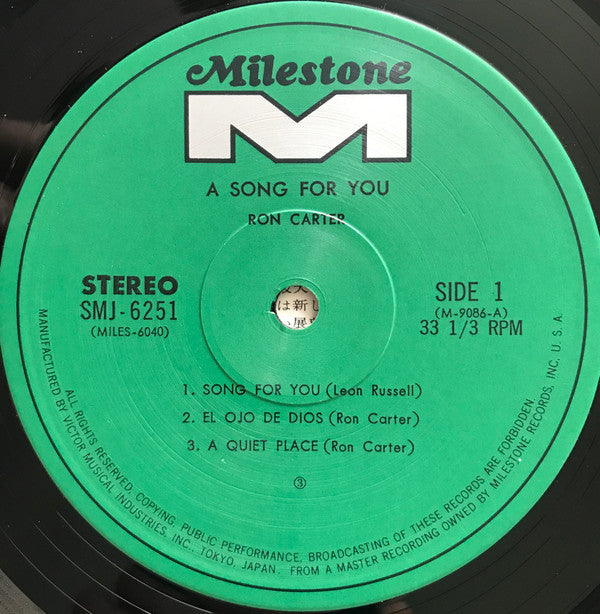 Milestone
M
A SONG FOR YOU
RON CARTER
STEREO
SMJ-6251
(MILES-6040)
SIDE 1
(M-9086-A)
33 1/3 RPM
は新し
1. SONG FOR YOU (Leon Russell)
2. EL OJO DE DIOS (Ron Carter)
3. A QUIET PLACE (Ron Carter)
③
ALL RIGHTS RESERVED. COPYING, PUBLIC PERFORMANCE, BROADCASTING OF THESE RECORDS ARE FORBIDDEN.
MANUFACTURED BY VICTOR MUSICAL INDUSTRIES, INC., TOKYO, JAPAN. FROM A MASTER RECORDING OWNED BY MILESTONE RECORDS, INC, U.S.A.